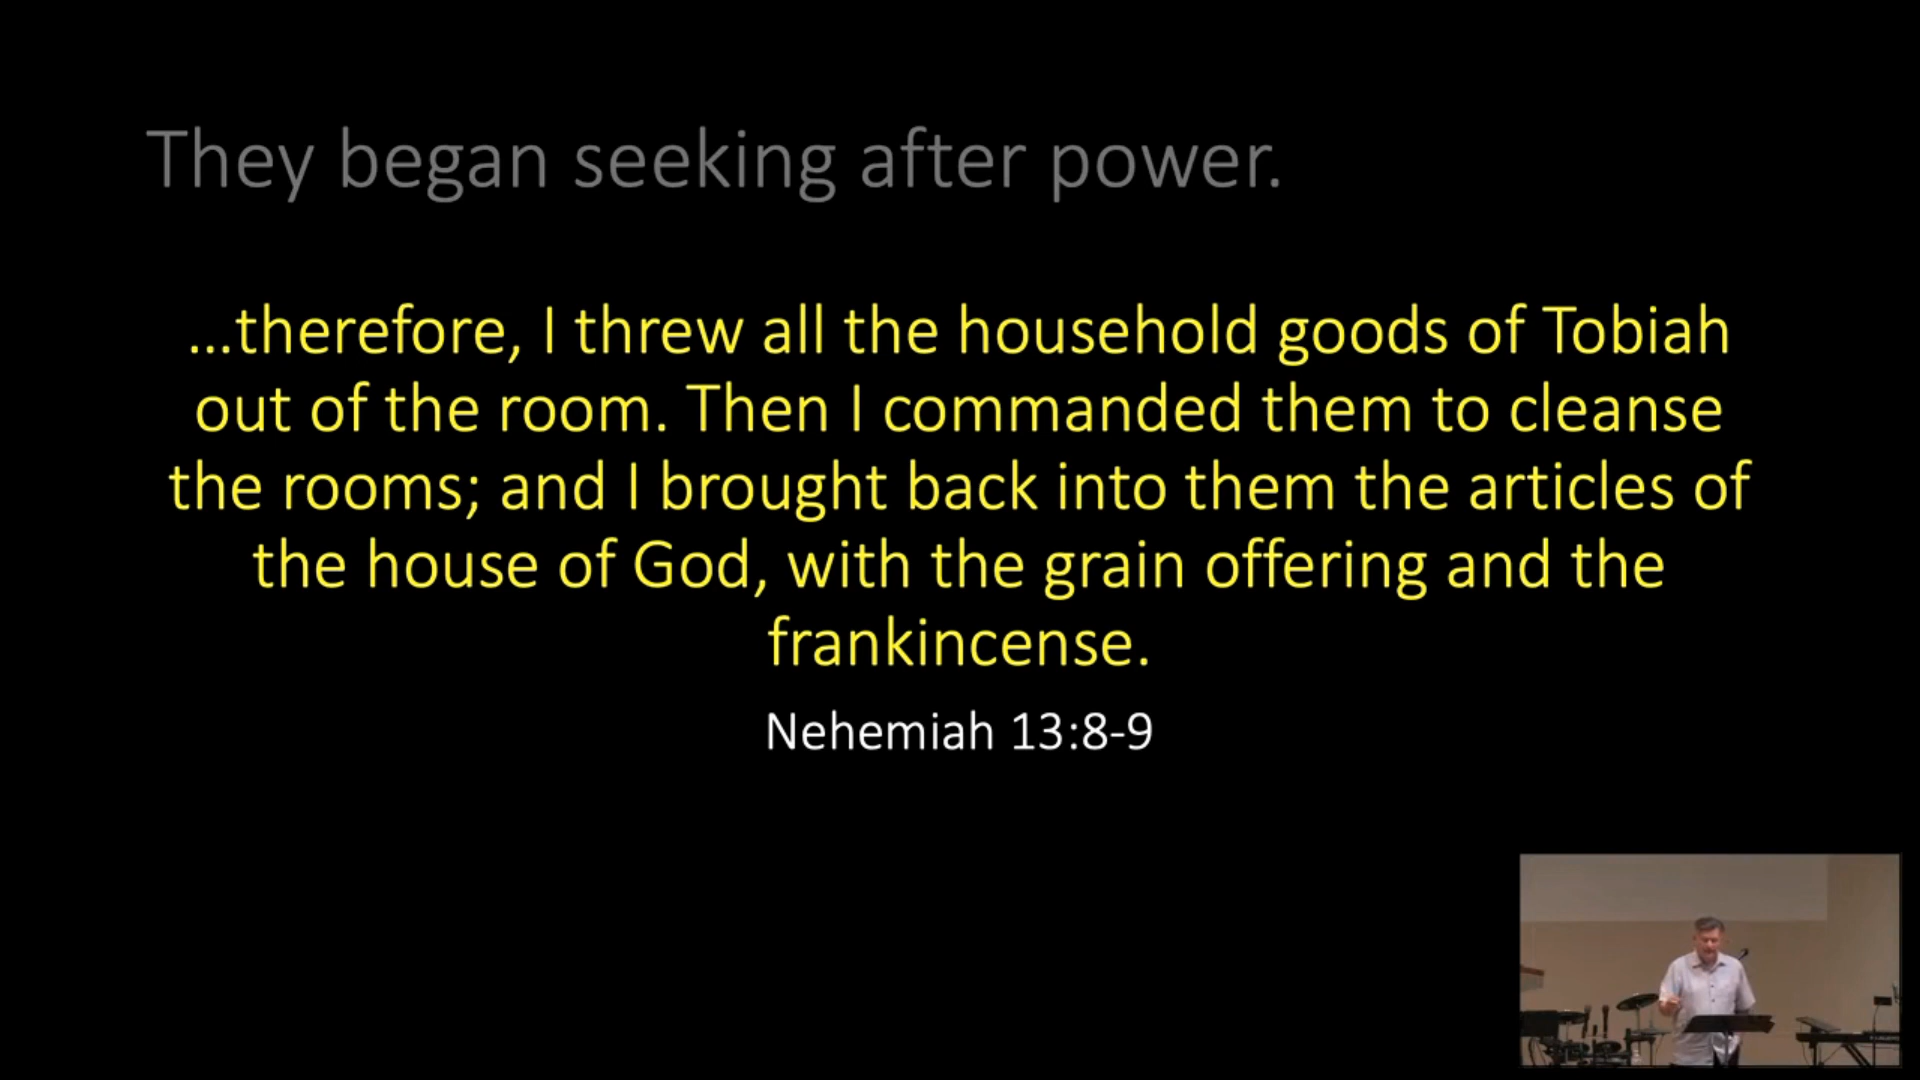 They began seeking after power.
...therefore, I threw all the household goods of Tobiah
out of the room. Then I commanded them to cleanse
the rooms; and I brought back into them the articles of
the house of God, with the grain offering and the
frankincense.
Nehemiah 13:8-9